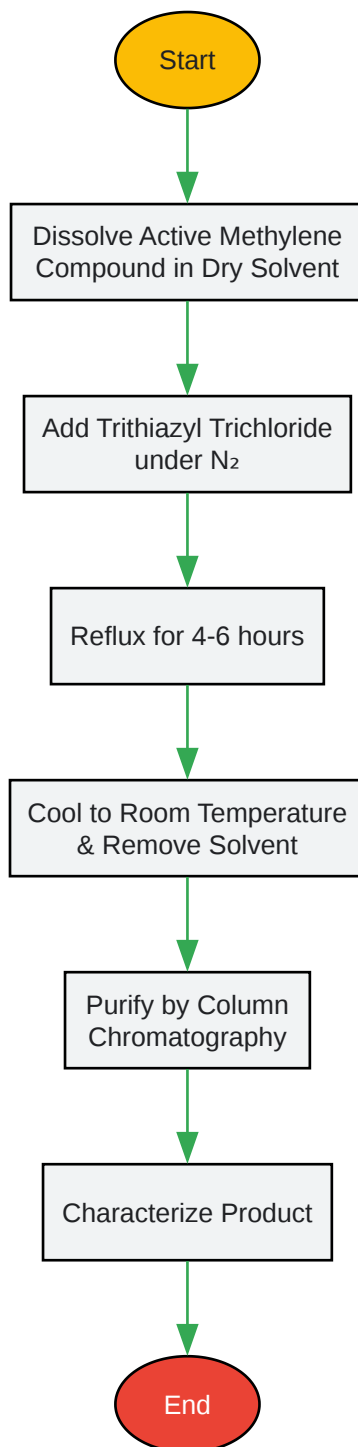 Start
Dissolve Active Methylene
Compound in Dry Solvent
Add Trithiazyl Trichloride
under N₂
Reflux for 4-6 hours
Cool to Room Temperature
& Remove Solvent
Purify by Column
Chromatography
Characterize Product
End